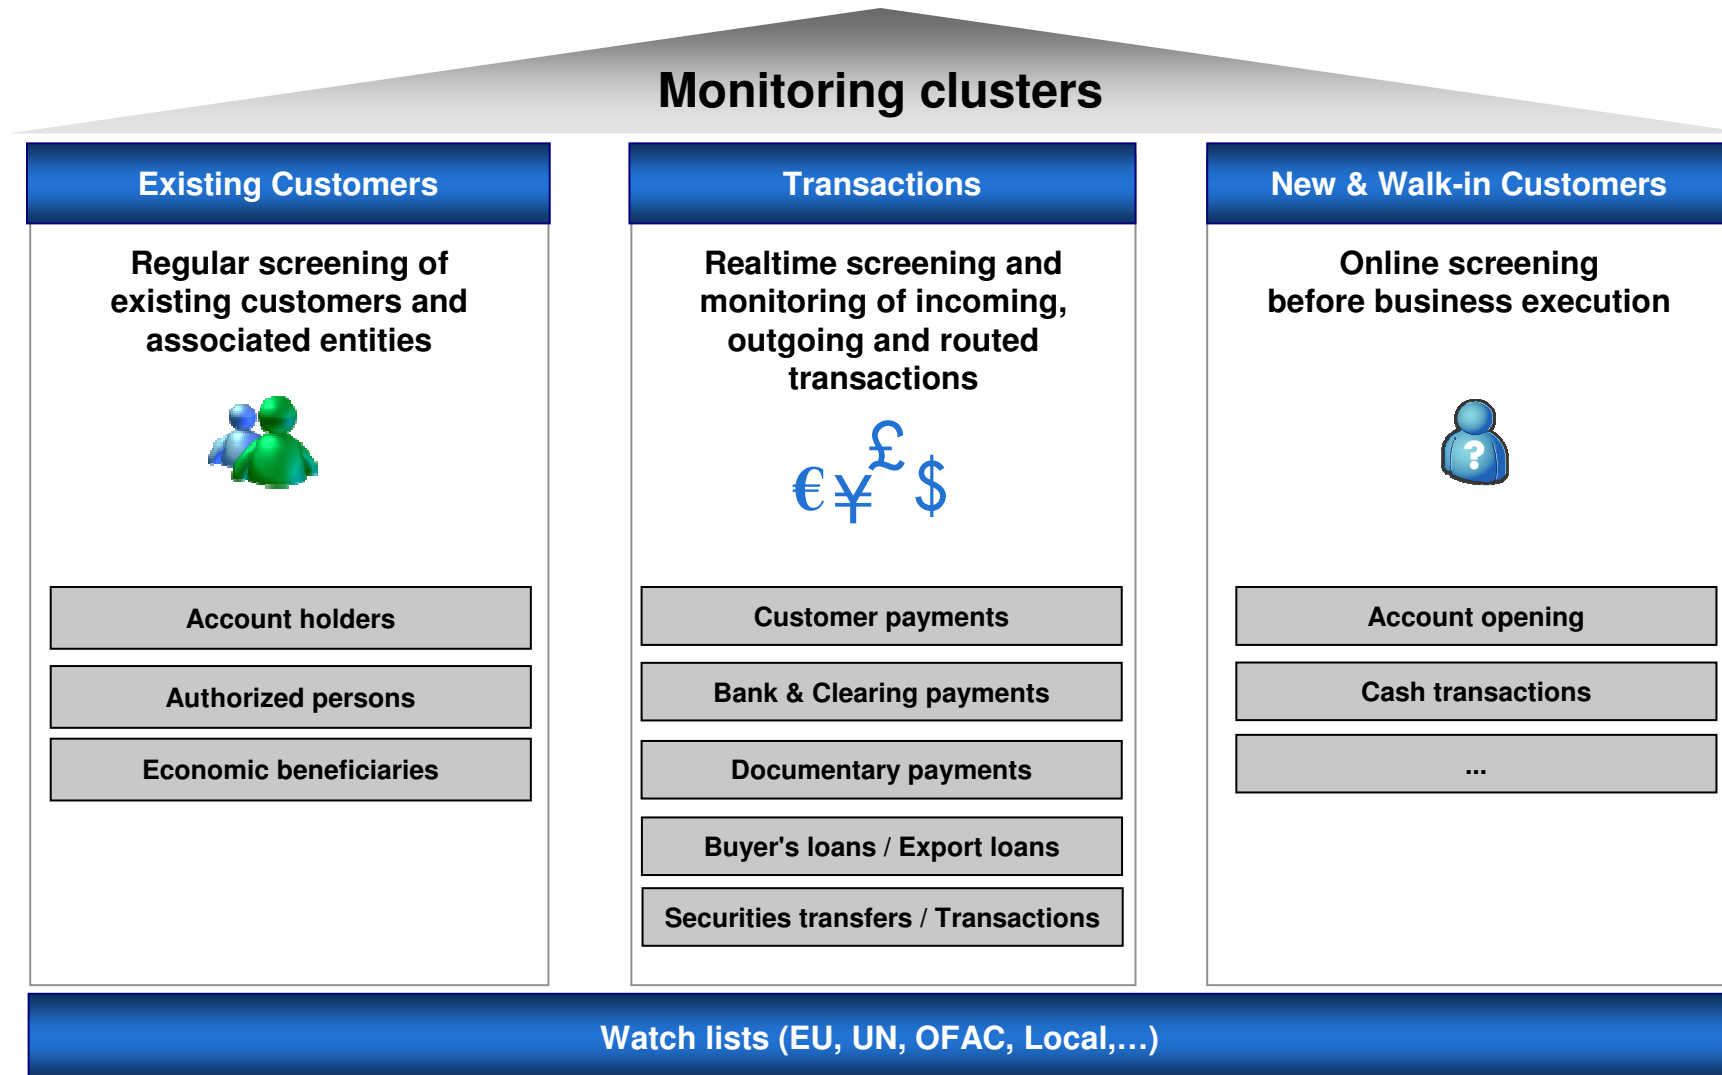 Monitoring clusters
Existing Customers
Regular screening of
existing customers and
associated entities
Account holders
Authorized persons
Economic beneficiaries
Transactions
Realtime screening and
monitoring of incoming,
outgoing and routed
transactions
€ ¥ £ $
Customer payments
Bank & Clearing payments
Documentary payments
Buyer's loans / Export loans
Securities transfers / Transactions
New & Walk-in Customers
Online screening
before business execution
?
Account opening
Cash transactions
...
Watch lists (EU, UN, OFAC, Local,…)